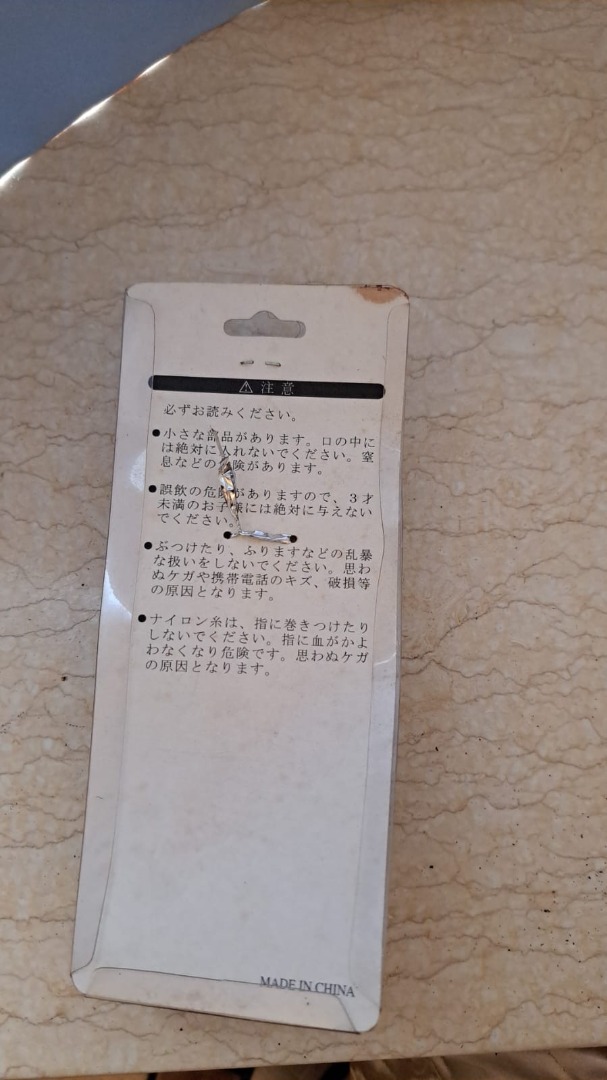 ⚠ 注意
必ずお読みください。
●小さな部品があります。口の中に
は絶対に入れないでください。窒
息などの危険があります。
●誤飲の危険がありますので、3才
未満のお子様には絶対に与えない
でください。
●ぶつけたり、ふりますなどの乱暴
な扱いをしないでください。思わ
ぬケガや携帯電話のキズ、破損等
の原因となります。
●ナイロン糸は、指に巻きつけたり
しないでください。指に血がかよ
わなくなり危険です。思わぬケガ
の原因となります。
MADE IN CHINA